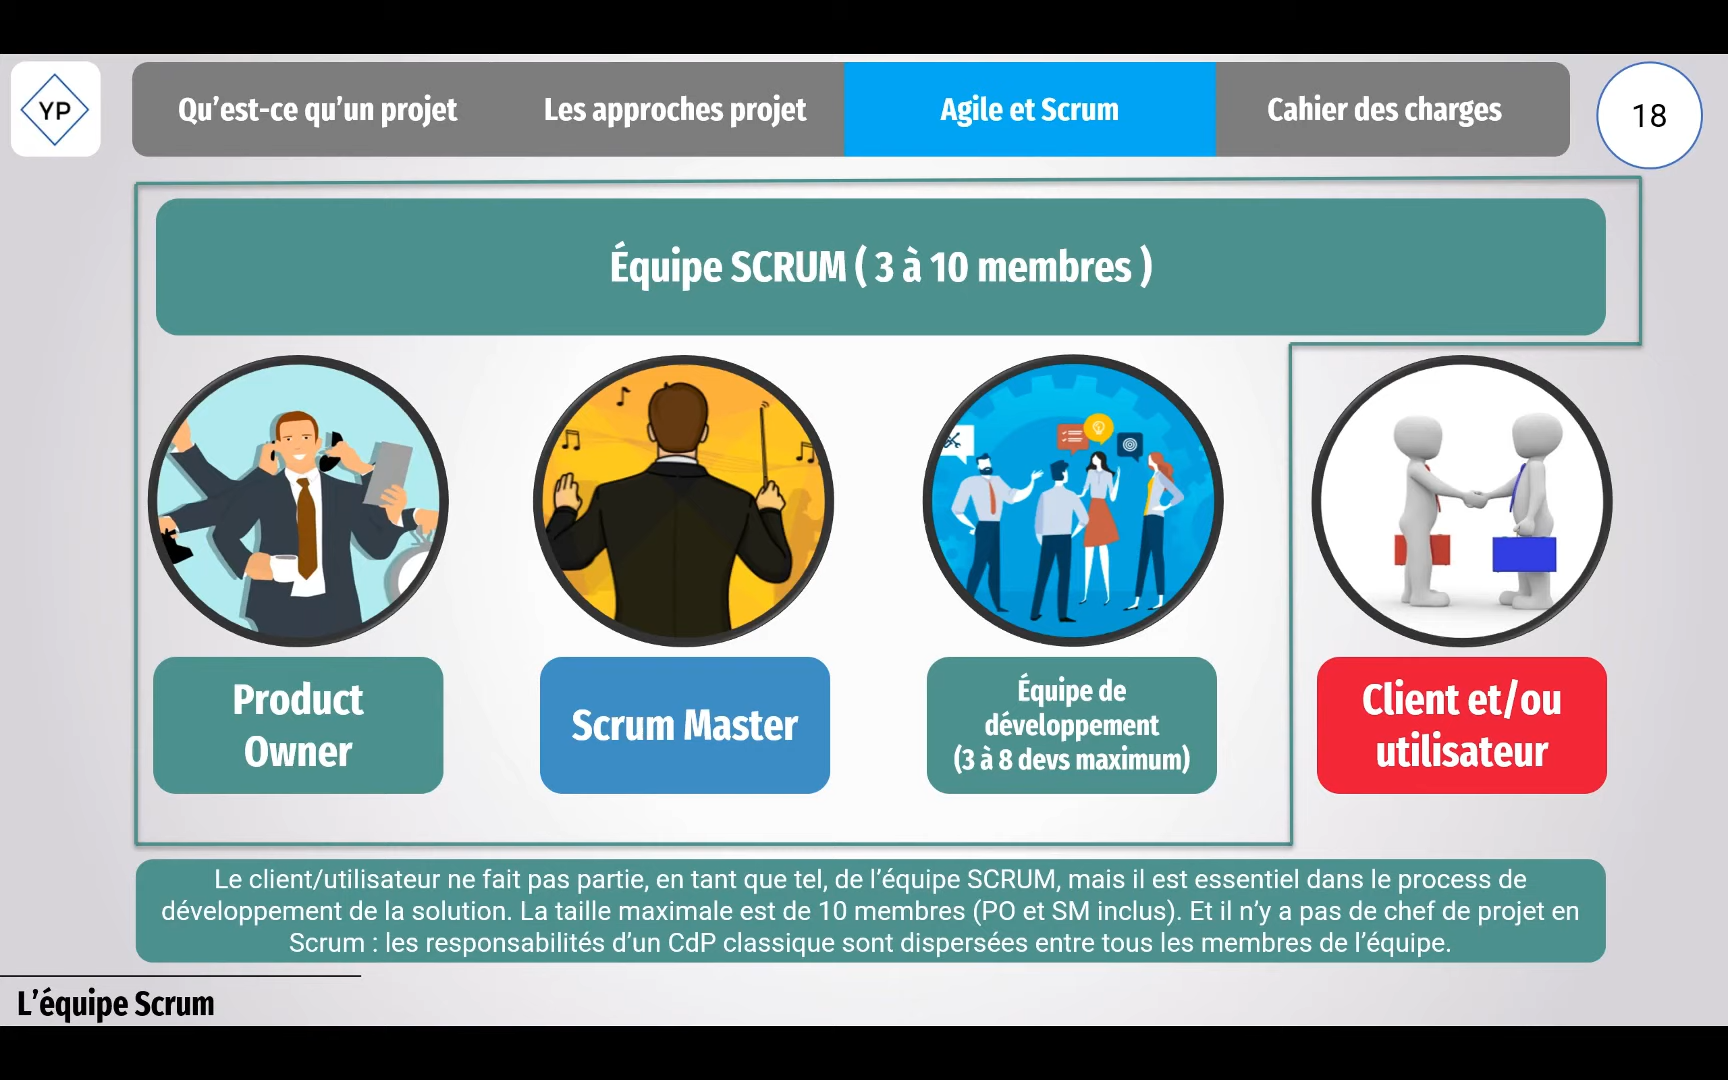 YP
Qu’est-ce qu’un projet
Les approches projet
Agile et Scrum
Cahier des charges
18
Équipe SCRUM ( 3 à 10 membres )
Product
Owner
Scrum Master
Équipe de
développement
(3 à 8 devs maximum)
Client et/ou
utilisateur
Le client/utilisateur ne fait pas partie, en tant que tel, de l’équipe SCRUM, mais il est essentiel dans le process de
développement de la solution. La taille maximale est de 10 membres (PO et SM inclus). Et il n’y a pas de chef de projet en
Scrum : les responsabilités d’un CdP classique sont dispersées entre tous les membres de l’équipe.
L’équipe Scrum